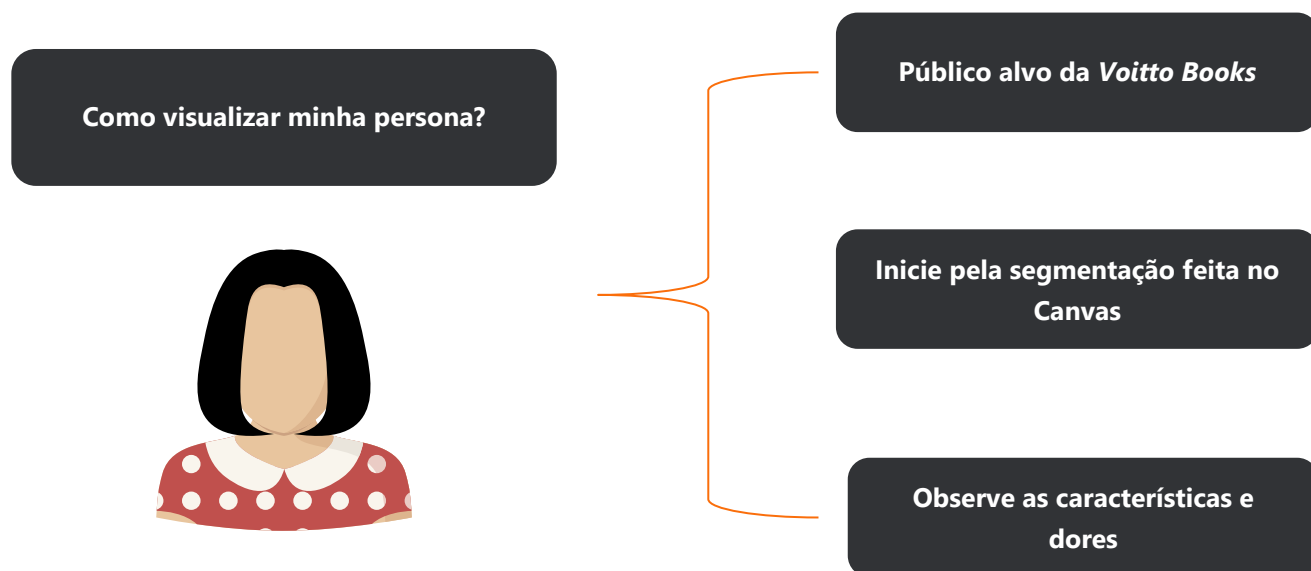 Como visualizar minha persona?
Público alvo da Voitto Books
Inicie pela segmentação feita no
Canvas
Observe as características e
dores